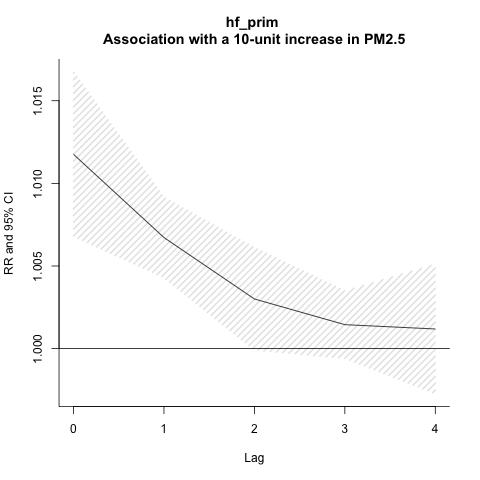 hf_prim
Association with a 10-unit increase in PM2.5
RR and 95% CI
1.015
1.010
1.005
1.000
0 1 2 3 4
Lag